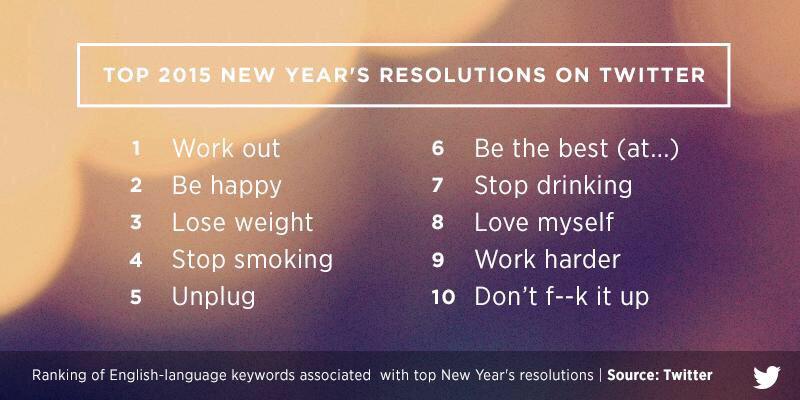 TOP 2015 NEW YEAR'S RESOLUTIONS ON TWITTER
1 Work out
2 Be happy
3 Lose weight
4 Stop smoking
5 Unplug
6 Be the best (at...)
7 Stop drinking
8 Love myself
9 Work harder
10 Don't f--k it up
Ranking of English-language keywords associated with top New Year's resolutions | Source: Twitter